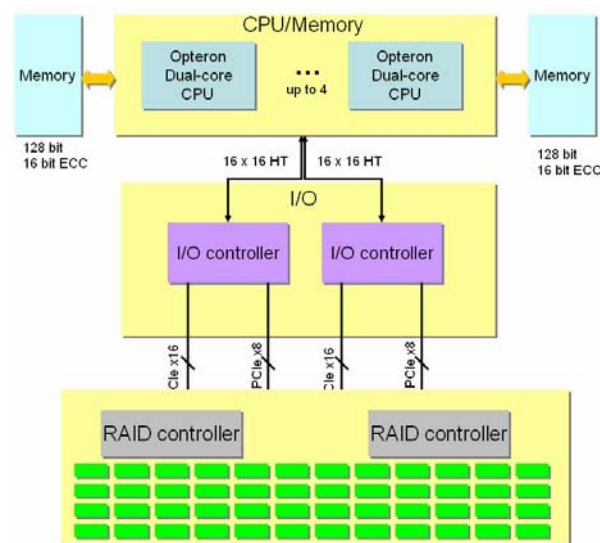 CPU/Memory
Memory
Opteron
Dual-core
CPU
...
up to 4
Opteron
Dual-core
CPU
Memory
128 bit
16 bit ECC
128 bit
16 bit ECC
16 x 16 HT
16 x 16 HT
I/O
I/O controller
I/O controller
CIe x16
PCIe x8
CIe x16
PCIe x8
RAID controller
RAID controller